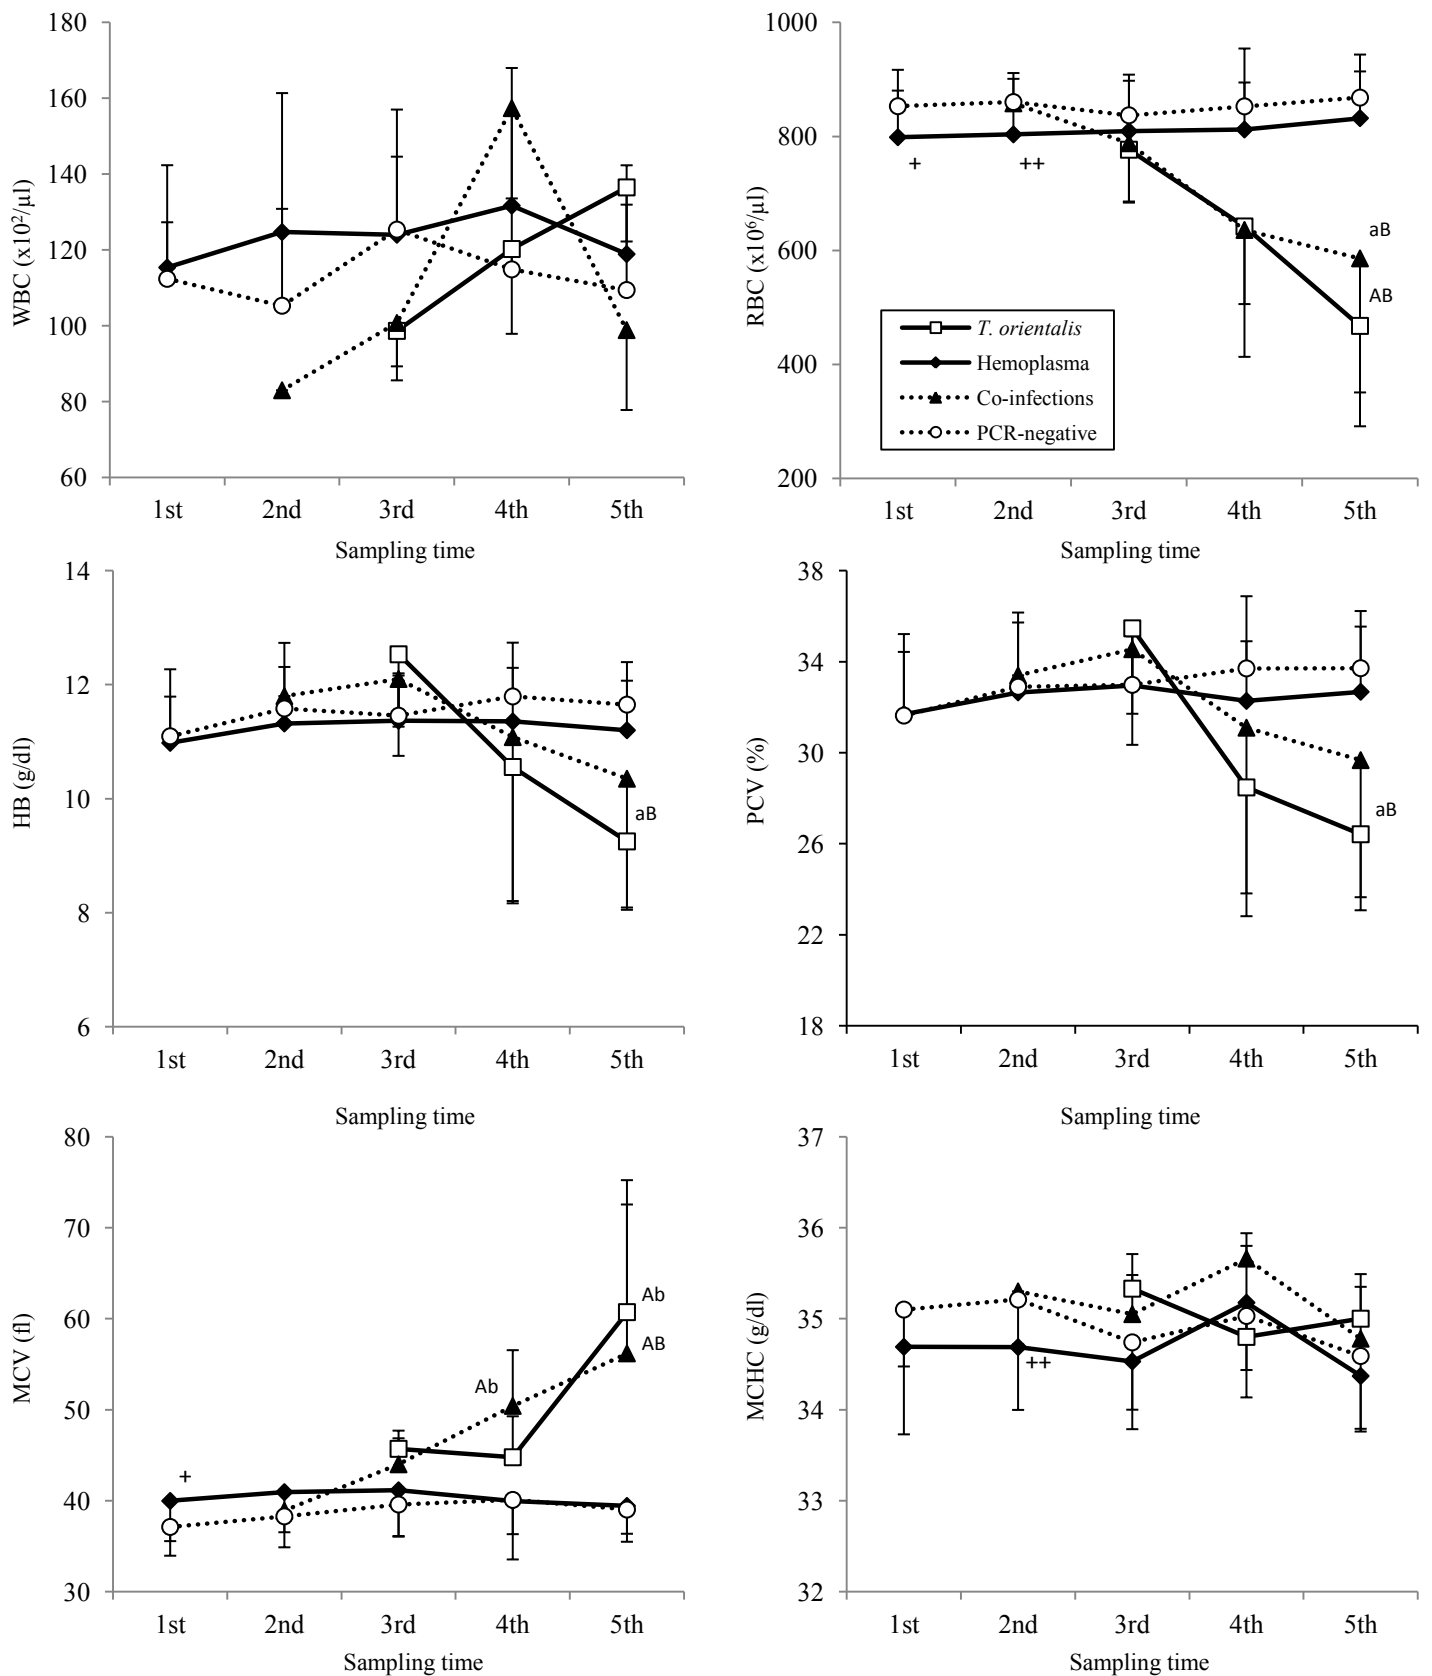 WBC (x10²/µl)
180
160
140
120
100
80
60
1st 2nd 3rd 4th 5th
Sampling time
RBC (x10⁶/µl)
1000
800
600
400
200
+
++
aB
AB
T. orientalis
Hemoplasma
Co-infections
PCR-negative
1st 2nd 3rd 4th 5th
Sampling time
HB (g/dl)
14
12
10
8
6
aB
1st 2nd 3rd 4th 5th
Sampling time
PCV (%)
38
34
30
26
22
18
aB
1st 2nd 3rd 4th 5th
Sampling time
MCV (fl)
80
70
60
50
40
30
+
Ab
Ab
AB
1st 2nd 3rd 4th 5th
Sampling time
MCHC (g/dl)
37
36
35
34
33
32
++
1st 2nd 3rd 4th 5th
Sampling time